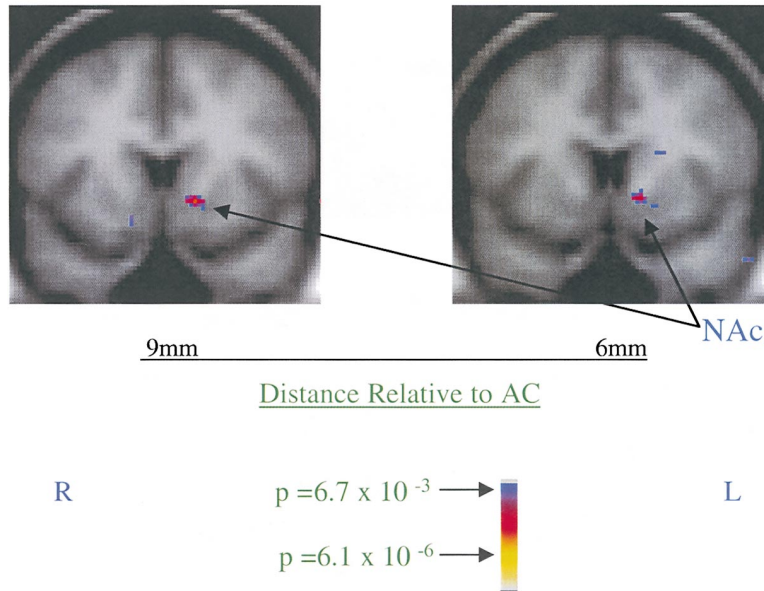 NAc
9mm 6mm
Distance Relative to AC
R L
p =6.7 x 10 -3
p =6.1 x 10 -6